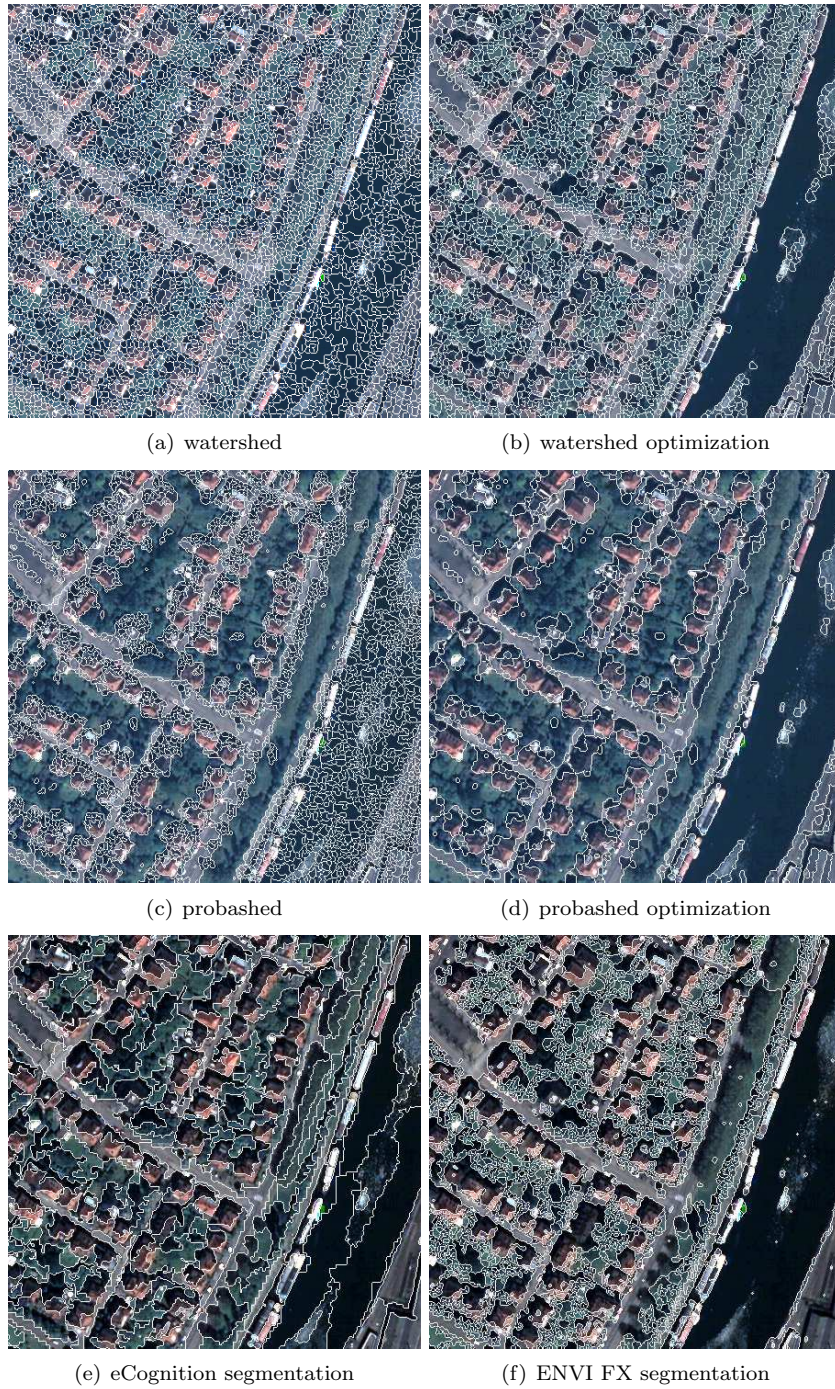 (a) watershed
(b) watershed optimization
(c) probashed
(d) probashed optimization
(e) eCognition segmentation
(f) ENVI FX segmentation